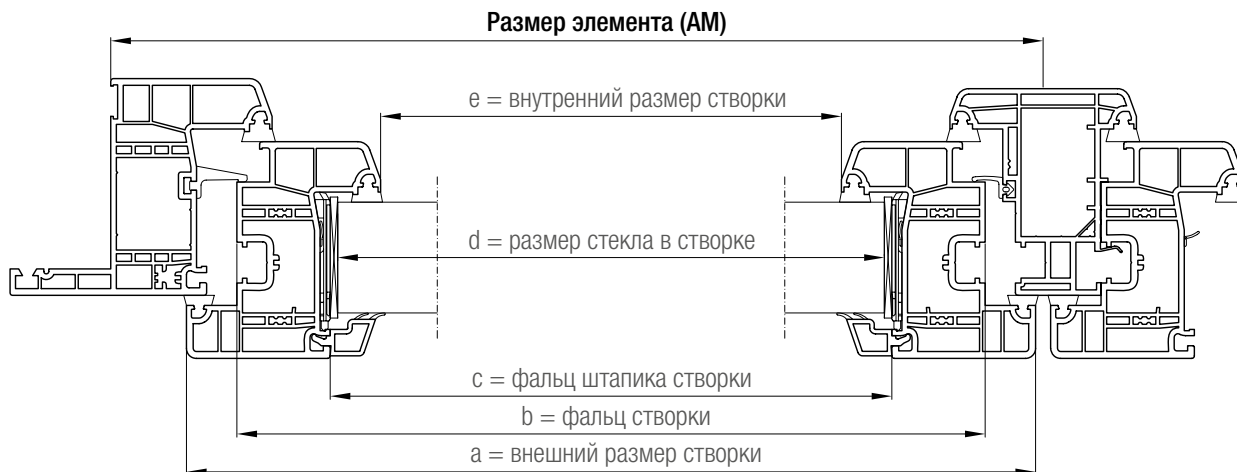 Размер элемента (AM)
e = внутренний размер створки
d = размер стекла в створке
c = фальц штапика створки
b = фальц створки
a = внешний размер створки